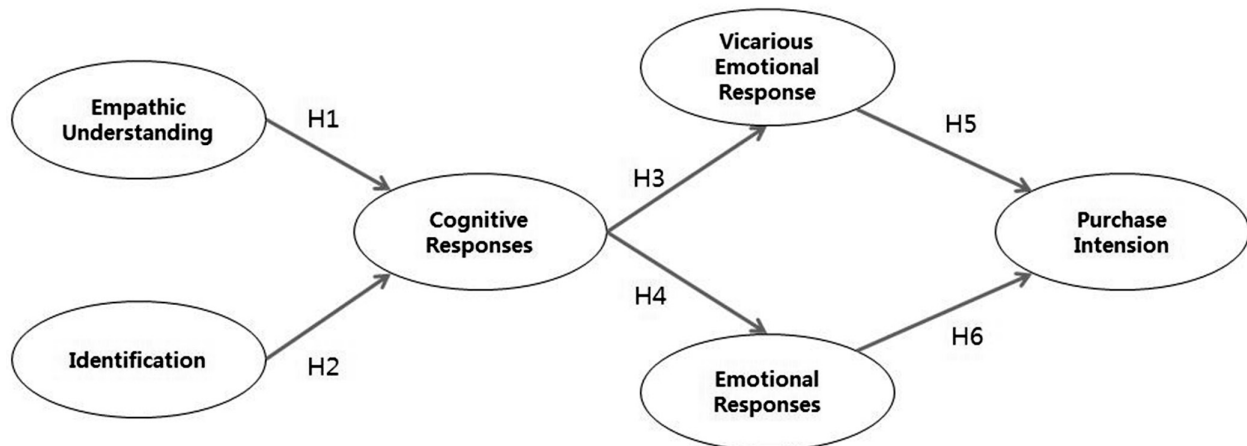 Empathic
Understanding
H1
Identification
H2
Cognitive
Responses
H3
H4
Vicarious
Emotional
Response
Emotional
Responses
H5
H6
Purchase
Intension